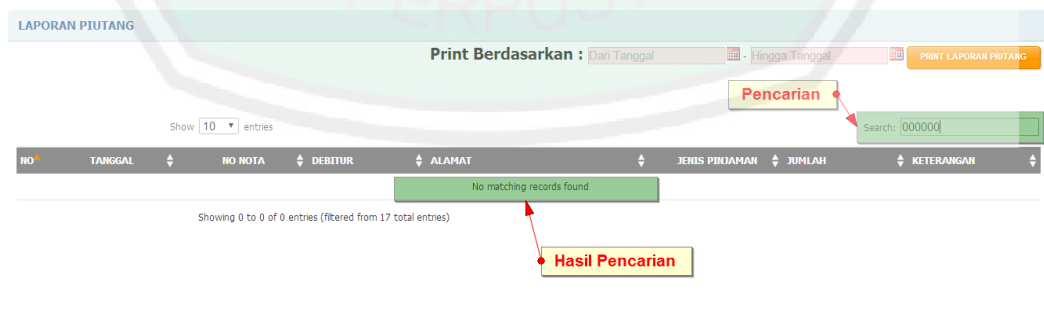 PERPUS
LAPORAN PIUTANG
Print Berdasarkan : Dari Tanggal - Hingga Tanggal PRINT LAPORAN PIUTANG
Pencarian
Show 10 entries Search: 000000
NO TANGGAL NO NOTA DEBITUR ALAMAT JENIS PINJAMAN JUMLAH KETERANGAN
No matching records found
Showing 0 to 0 of 0 entries (filtered from 17 total entries)
Hasil Pencarian